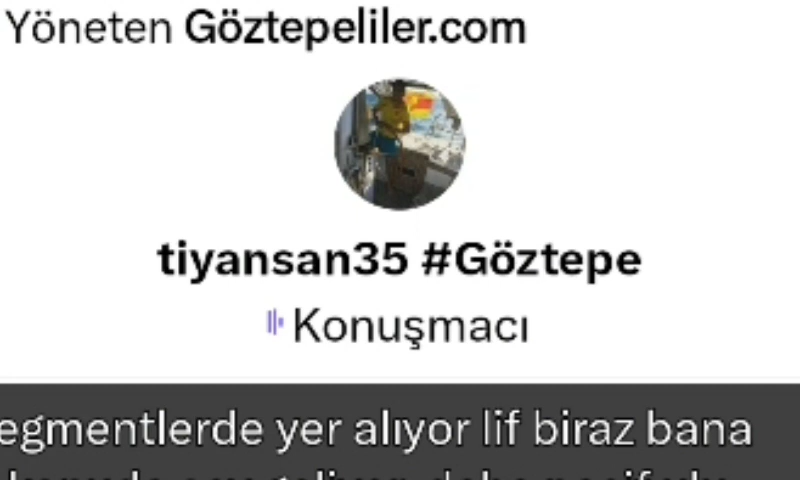 Yöneten Göztepeliler.com
tiyansan35 #Göztepe
Konuşmacı
egmentlerde yer alıyor lif biraz bana